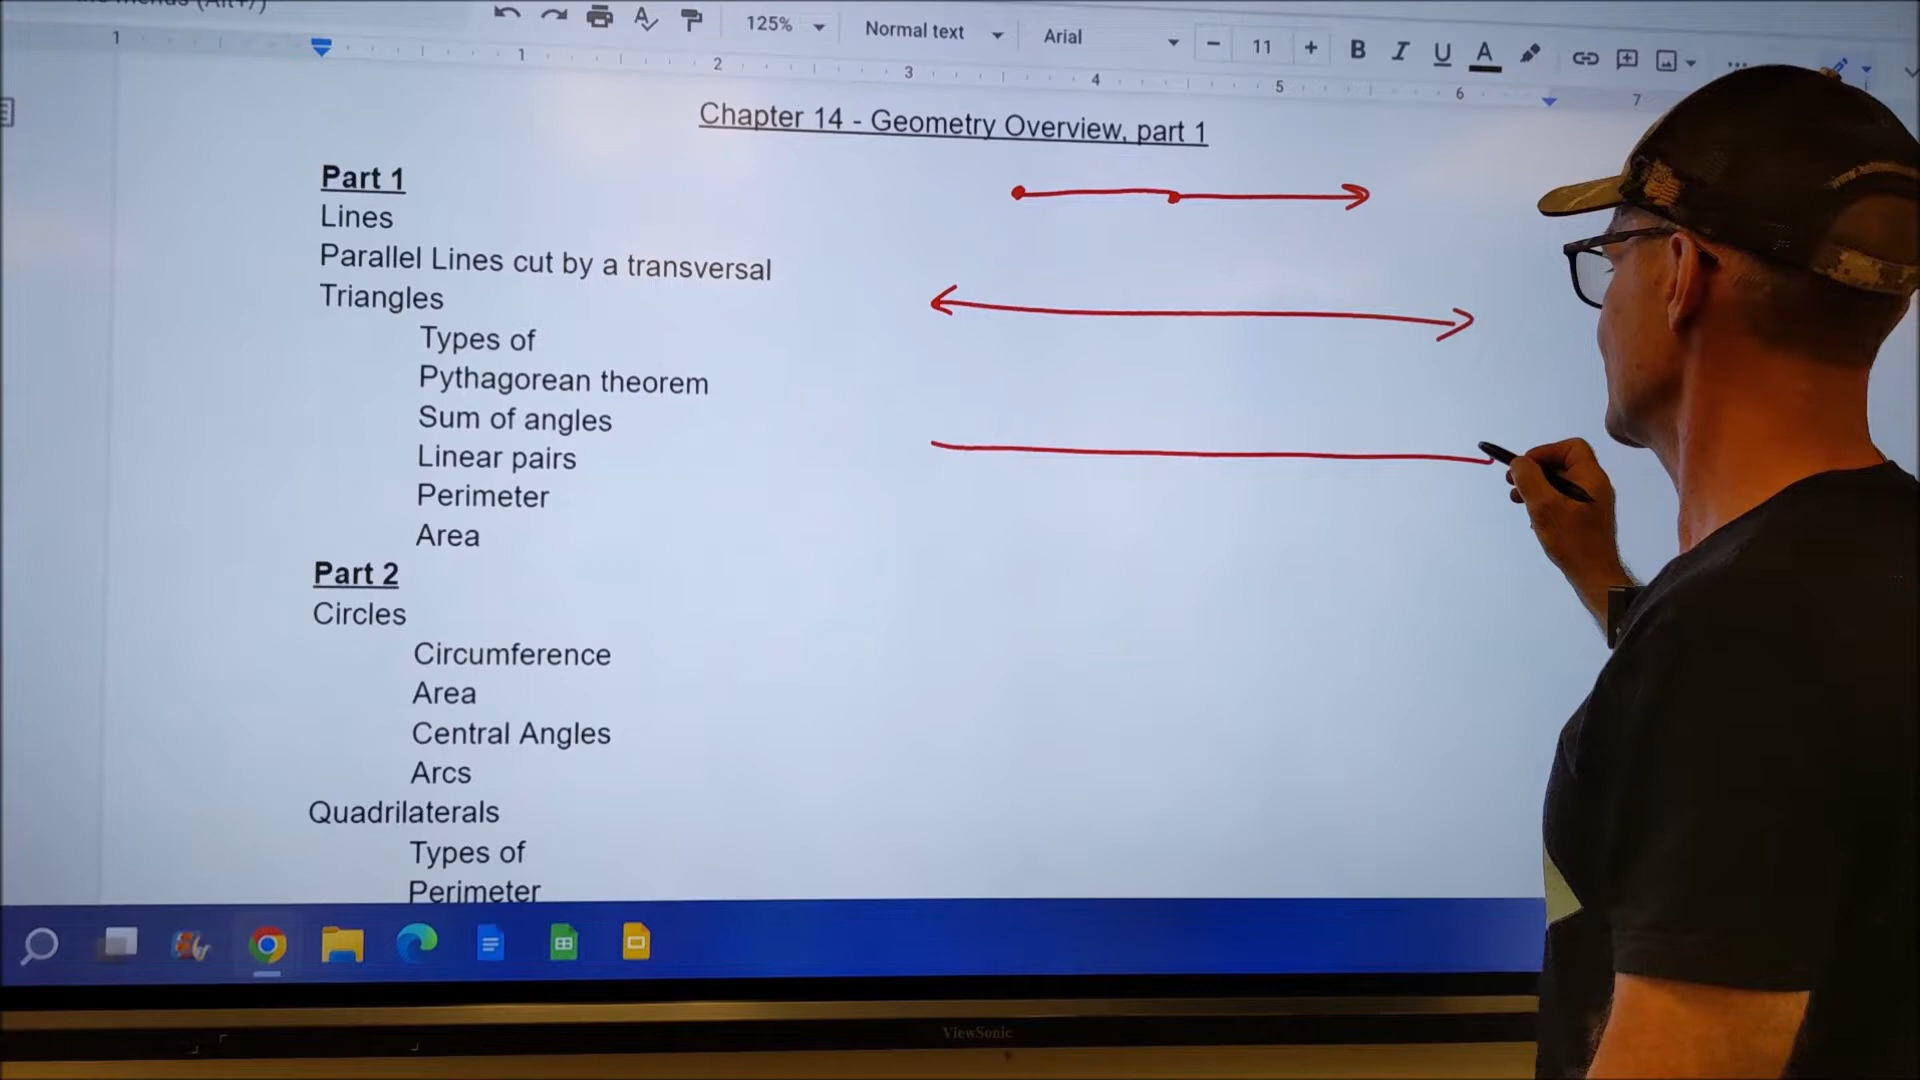 125% Normal text Arial 11 B I U A
1 1 2 3 4 5 6 7
Chapter 14 - Geometry Overview, part 1
Part 1
Lines
Parallel Lines cut by a transversal
Triangles
Types of
Pythagorean theorem
Sum of angles
Linear pairs
Perimeter
Area
Part 2
Circles
Circumference
Area
Central Angles
Arcs
Quadrilaterals
Types of
Perimeter
ViewSonic